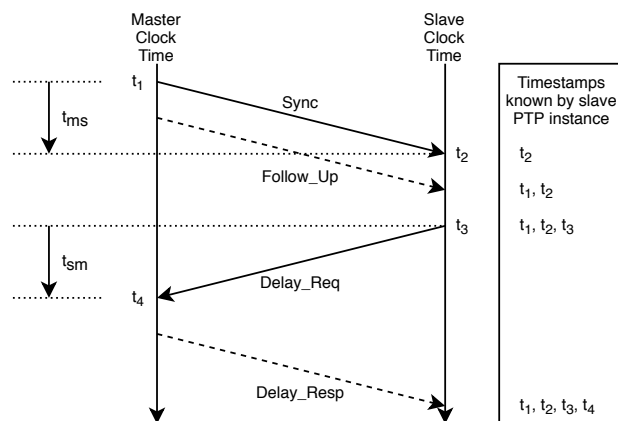 Master
Clock
Time
Slave
Clock
Time
Timestamps
known by slave
PTP instance
t1
Sync
tms
t2
t2
Follow_Up
t1, t2
t3
t1, t2, t3
tsm
Delay_Req
t4
Delay_Resp
t1, t2, t3, t4